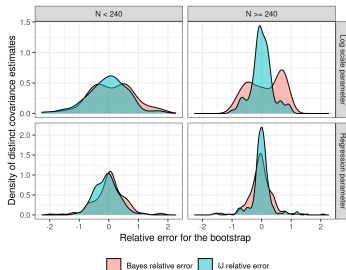 N < 240
N >= 240
Density of distinct covariance estimates
0.0
0.5
1.0
1.5
Log scale parameter
0.0
0.5
1.0
1.5
2.0
Regression parameter
-2
-1
0
1
2
-2
-1
0
1
2
Relative error for the bootstrap
Bayes relative error
IJ relative error